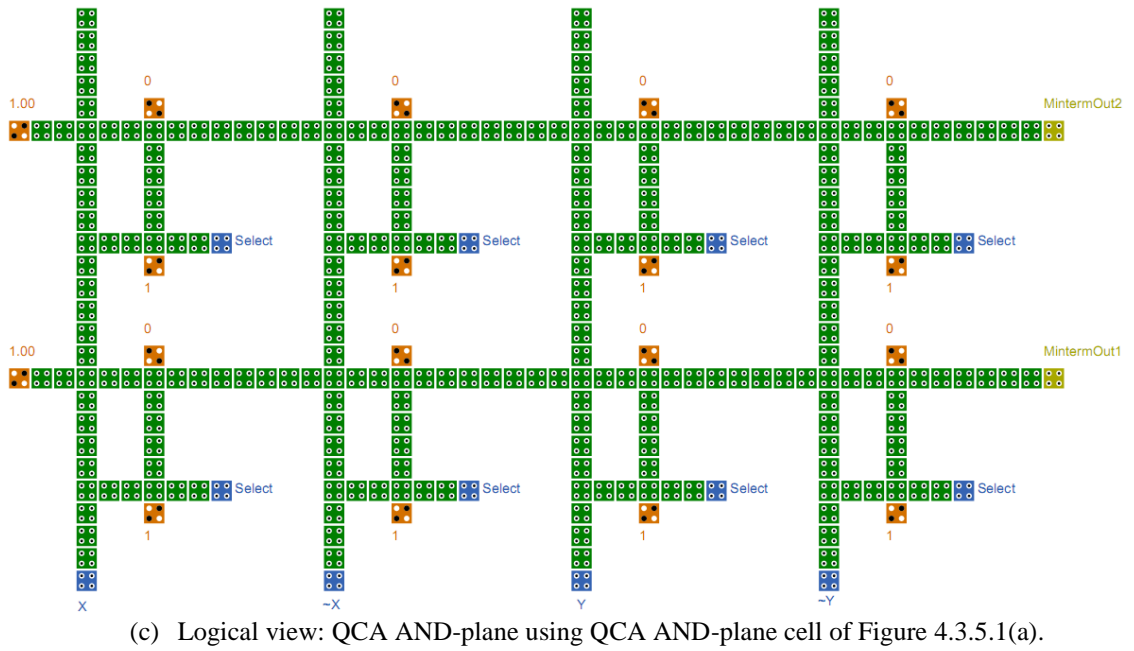 0 0 0 0
1.00 MintermOut2
Select Select Select Select
1 1 1 1
0 0 0 0
1.00 MintermOut1
Select Select Select Select
1 1 1 1
X ~X Y ~Y
(c) Logical view: QCA AND-plane using QCA AND-plane cell of Figure 4.3.5.1(a).